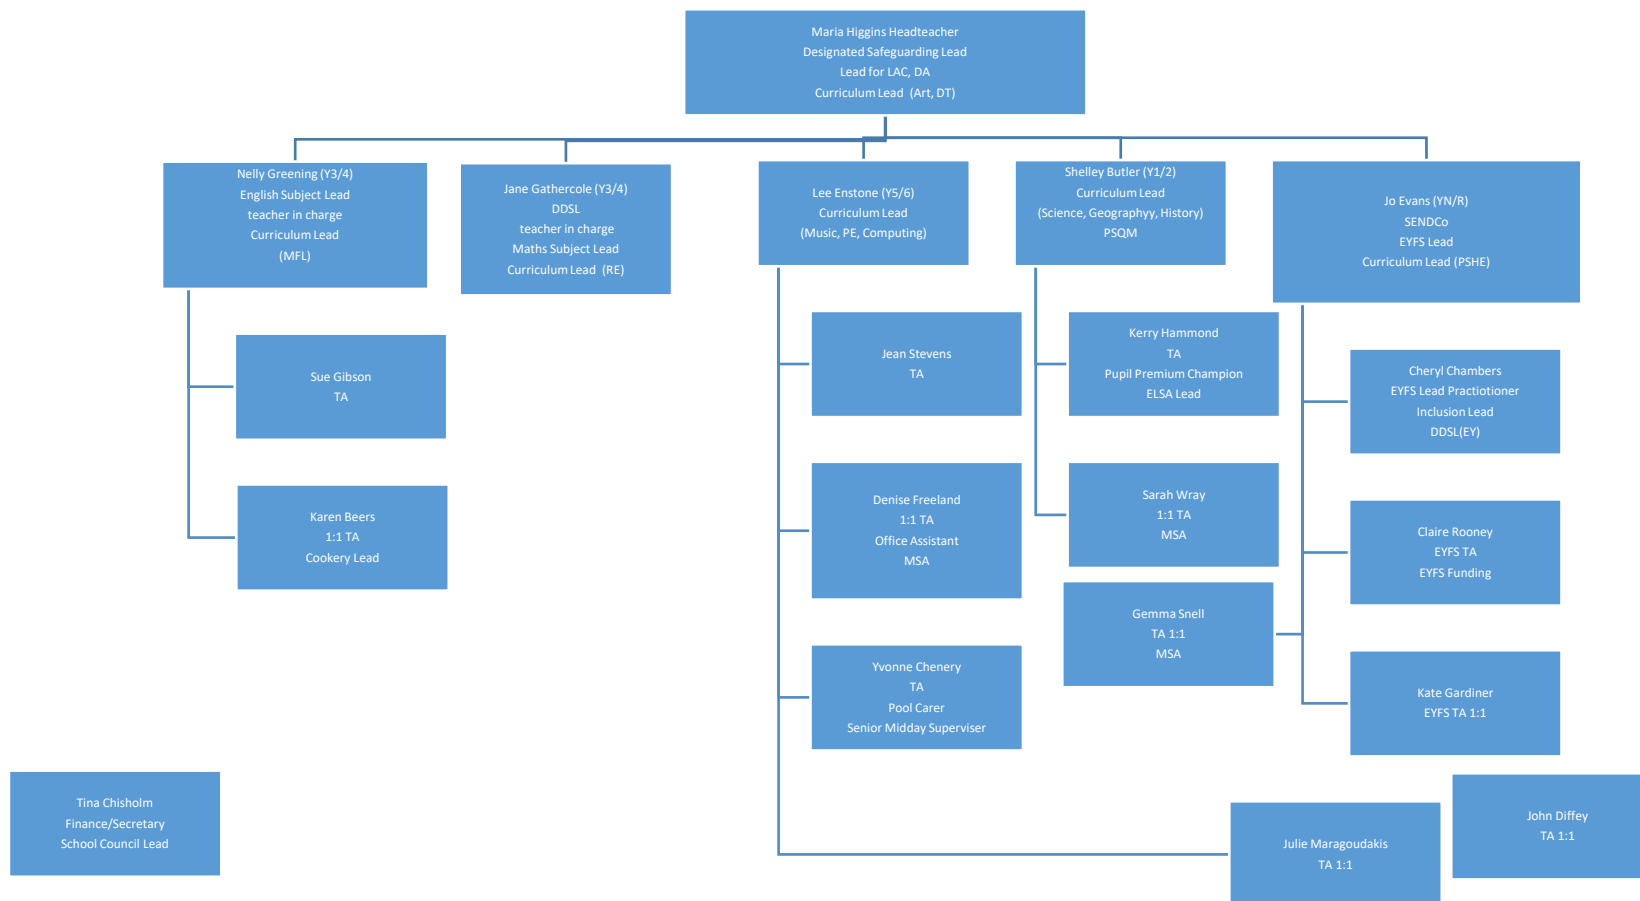 Maria Higgins Headteacher
Designated Safeguarding Lead
Lead for LAC, DA
Curriculum Lead  (Art, DT)
Nelly Greening (Y3/4)
English Subject Lead
teacher in charge
Curriculum Lead
(MFL)
Jane Gathercole (Y3/4)
DDSL
teacher in charge
Maths Subject Lead
Curriculum Lead  (RE)
Lee Enstone (Y5/6)
Curriculum Lead
(Music, PE, Computing)
Shelley Butler (Y1/2)
Curriculum Lead
(Science, Geographyy, History)
PSQM
Jo Evans (YN/R)
SENDCo
EYFS Lead
Curriculum Lead (PSHE)
Sue Gibson
TA
Karen Beers
1:1 TA
Cookery Lead
Jean Stevens
TA
Denise Freeland
1:1 TA
Office Assistant
MSA
Yvonne Chenery
TA
Pool Carer
Senior Midday Superviser
Kerry Hammond
TA
Pupil Premium Champion
ELSA Lead
Sarah Wray
1:1 TA
MSA
Gemma Snell
TA 1:1
MSA
Cheryl Chambers
EYFS Lead Practiotioner
Inclusion Lead
DDSL(EY)
Claire Rooney
EYFS TA
EYFS Funding
Kate Gardiner
EYFS TA 1:1
Tina Chisholm
Finance/Secretary
School Council Lead
Julie Maragoudakis
TA 1:1
John Diffey
TA 1:1